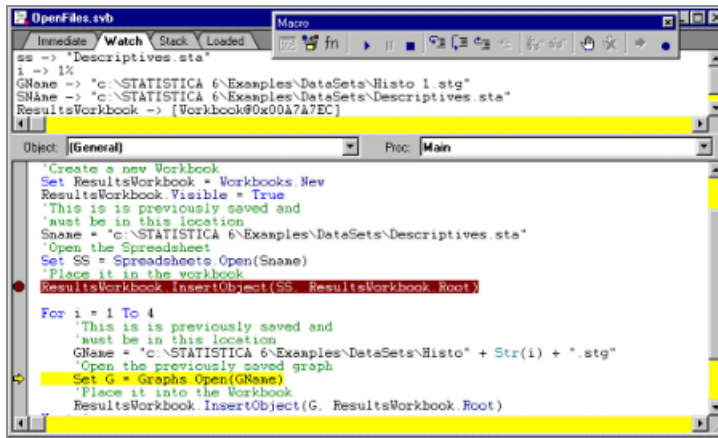 OpenFiles.svb
Macro
fn
Immediate Watch Stack Loaded
ss -> "Descriptives.sta"
i -> 1%
GName -> "c:\STATISTICA 6\Examples\DataSets\Histo 1.stg"
SNAme -> "c:\STATISTICA 6\Examples\DataSets\Descriptives.sta"
ResultsWorkbook -> [Workbook@0x00A7A7EC]
Object: (General) Proc: Main
'Create a new Workbook
Set ResultsWorkbook = Workbooks.New
ResultsWorkbook.Visible = True
'This is is previously saved and
'must be in this location
Sname = "c:\STATISTICA 6\Examples\DataSets\Descriptives.sta"
'Open the Spreadsheet
Set SS = Spreadsheets.Open(Sname)
'Place it in the workbook
ResultsWorkbook.InsertObject(SS, ResultsWorkbook.Root)
For i = 1 To 4
'This is is previously saved and
'must be in this location
GName = "c:\STATISTICA 6\Examples\DataSets\Histo" + Str(i) + ".stg"
'Open the previously saved graph
Set G = Graphs.Open(GName)
'Place it into the Workbook
ResultsWorkbook.InsertObject(G, ResultsWorkbook.Root)